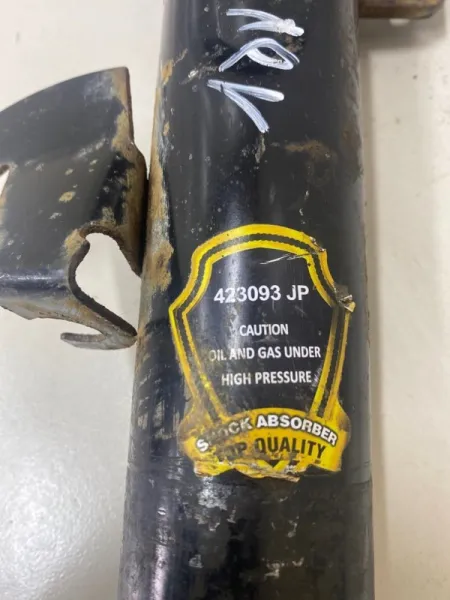 423093 JP
CAUTION
OIL AND GAS UNDER
HIGH PRESSURE
SHOCK ABSORBER
TOP QUALITY